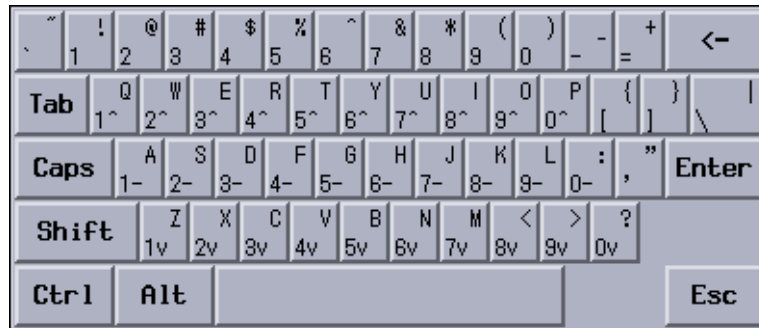 ~ ` ! 1 @ 2 # 3 $ 4 % 5 ^ 6 & 7 * 8 ( 9 ) 0 _ - + = <-
Tab Q 1^ W 2^ E 3^ R 4^ T 5^ Y 6^ U 7^ I 8^ O 9^ P 0^ { [ } ] | \
Caps A 1- S 2- D 3- F 4- G 5- H 6- J 7- K 8- L 9- : 0- " ' Enter
Shift Z 1v X 2v C 3v V 4v B 5v N 6v M 7v < 8v > 9v ? 0v
Ctrl Alt Esc